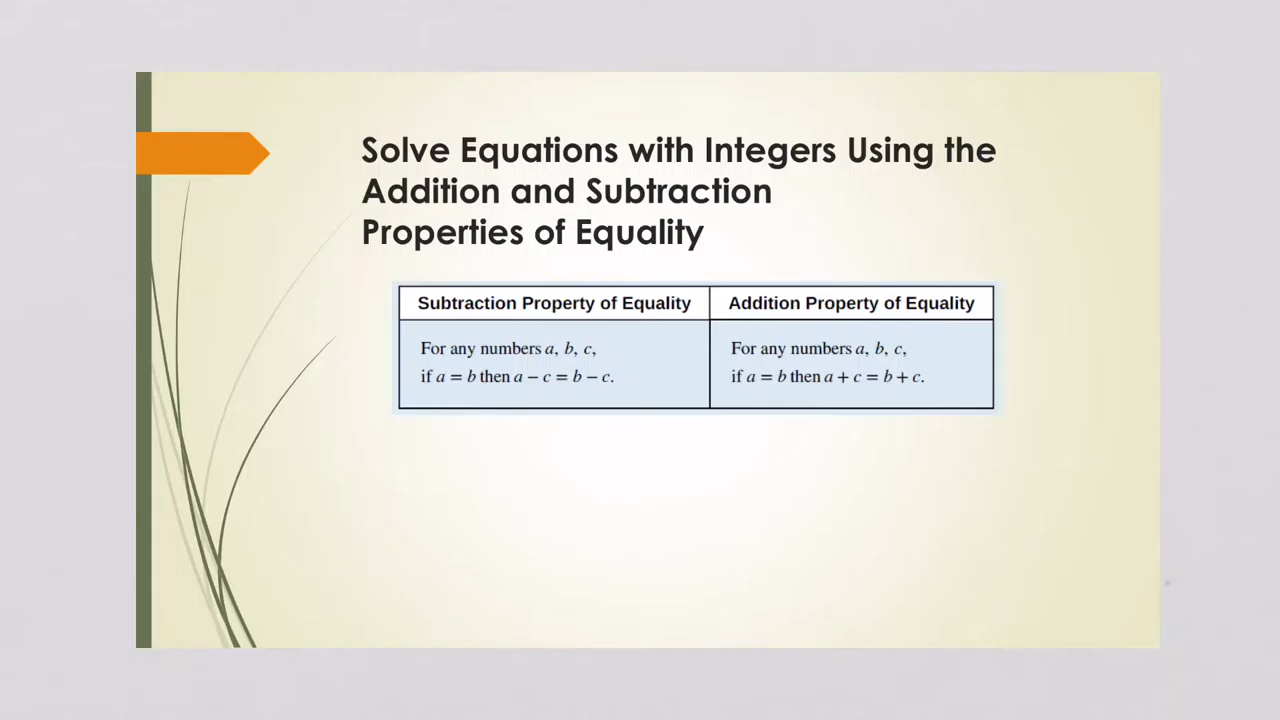 Solve Equations with Integers Using the
Addition and Subtraction
Properties of Equality
Subtraction Property of Equality
Addition Property of Equality
For any numbers a, b, c,
if a = b then a − c = b − c.
For any numbers a, b, c,
if a = b then a + c = b + c.